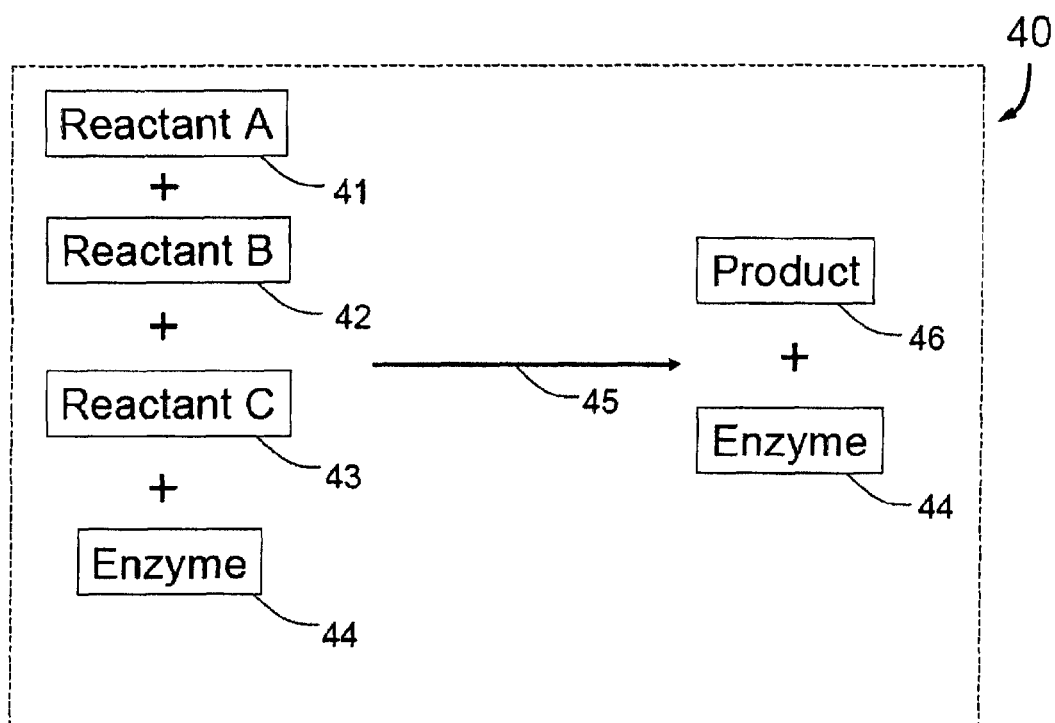 40
Reactant A
41
+
Reactant B
42
+
Reactant C
43
+
Enzyme
44
45
Product
46
+
Enzyme
44